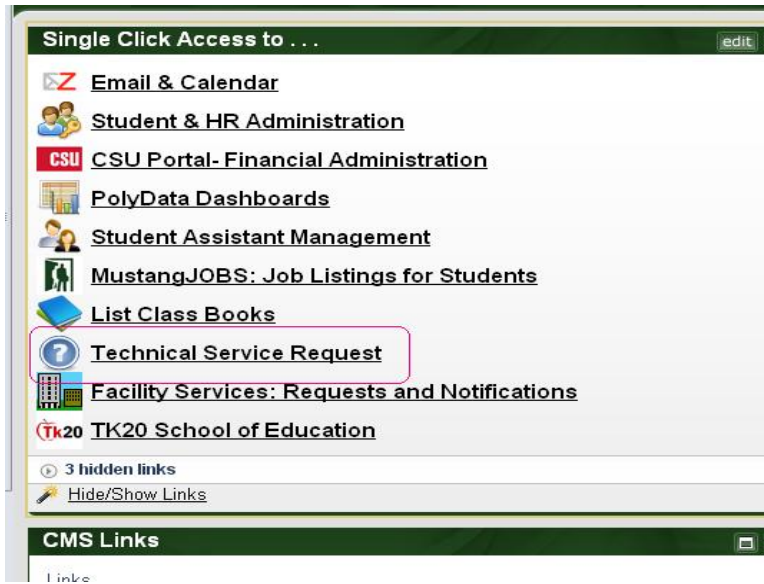 Single Click Access to . . .
edit
Z Email & Calendar
Student & HR Administration
CSU CSU Portal- Financial Administration
PolyData Dashboards
Student Assistant Management
MustangJOBS: Job Listings for Students
List Class Books
? Technical Service Request
Facility Services: Requests and Notifications
Tk20 TK20 School of Education
3 hidden links
Hide/Show Links
CMS Links
Links